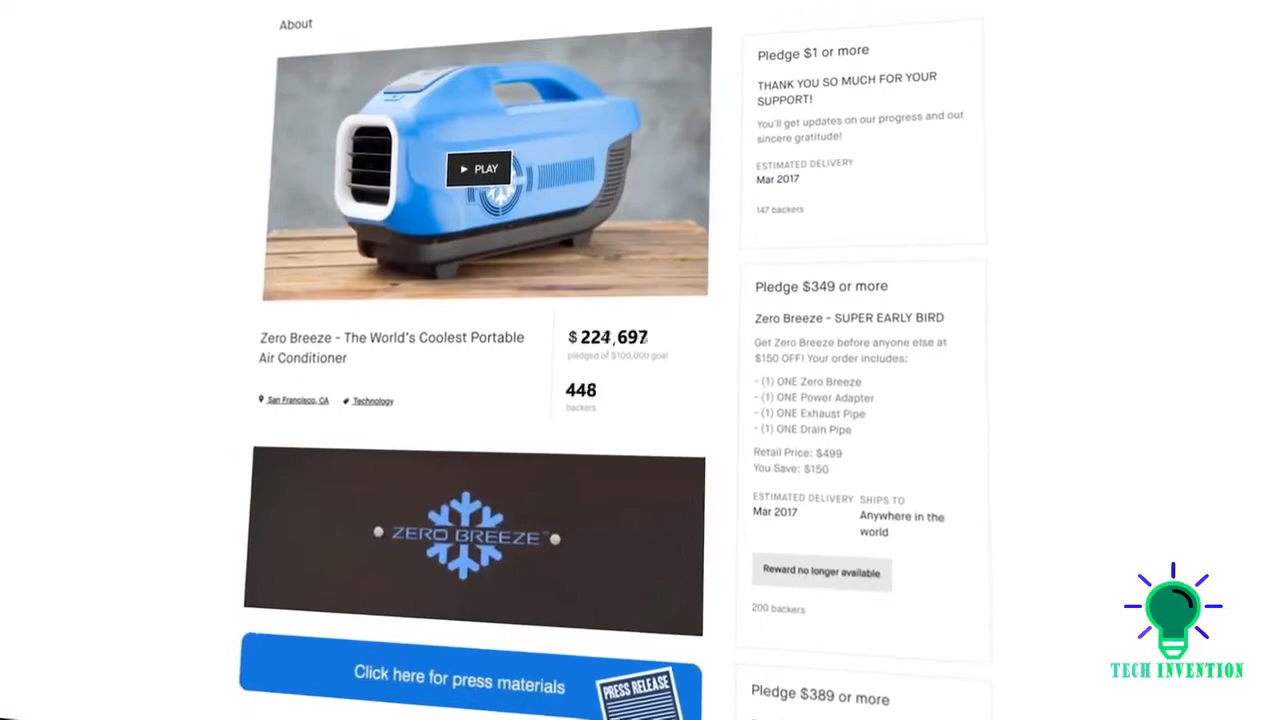 About
PLAY
Zero Breeze - The World's Coolest Portable
Air Conditioner
San Francisco, CA
Technology
$224,697
pledged of $100,000 goal
448
backers
ZERO BREEZE
Click here for press materials
PRESS RELEASE
Pledge $1 or more
THANK YOU SO MUCH FOR YOUR
SUPPORT!
You'll get updates on our progress and our
sincere gratitude!
ESTIMATED DELIVERY
Mar 2017
147 backers
Pledge $349 or more
Zero Breeze - SUPER EARLY BIRD
Get Zero Breeze before anyone else at
$150 OFF! Your order includes:
- (1) ONE Zero Breeze
- (1) ONE Power Adapter
- (1) ONE Exhaust Pipe
- (1) ONE Drain Pipe
Retail Price: $499
You Save: $150
ESTIMATED DELIVERY
Mar 2017
SHIPS TO
Anywhere in the
world
Reward no longer available
200 backers
Pledge $389 or more
TECH INVENTION